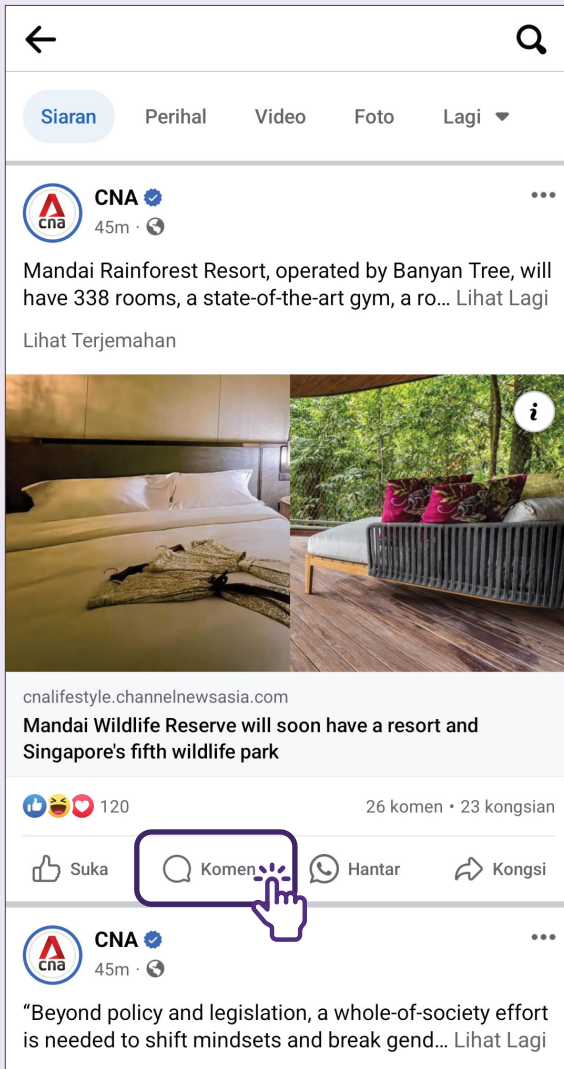 Siaran Perihal Video Foto Lagi
cna
CNA
45m ·
Mandai Rainforest Resort, operated by Banyan Tree, will
have 338 rooms, a state-of-the-art gym, a ro... Lihat Lagi
Lihat Terjemahan
i
cnalifestyle.channelnewsasia.com
Mandai Wildlife Reserve will soon have a resort and
Singapore's fifth wildlife park
120 26 komen • 23 kongsian
Suka Komen Hantar Kongsi
cna
CNA
45m ·
“Beyond policy and legislation, a whole-of-society effort
is needed to shift mindsets and break gend... Lihat Lagi